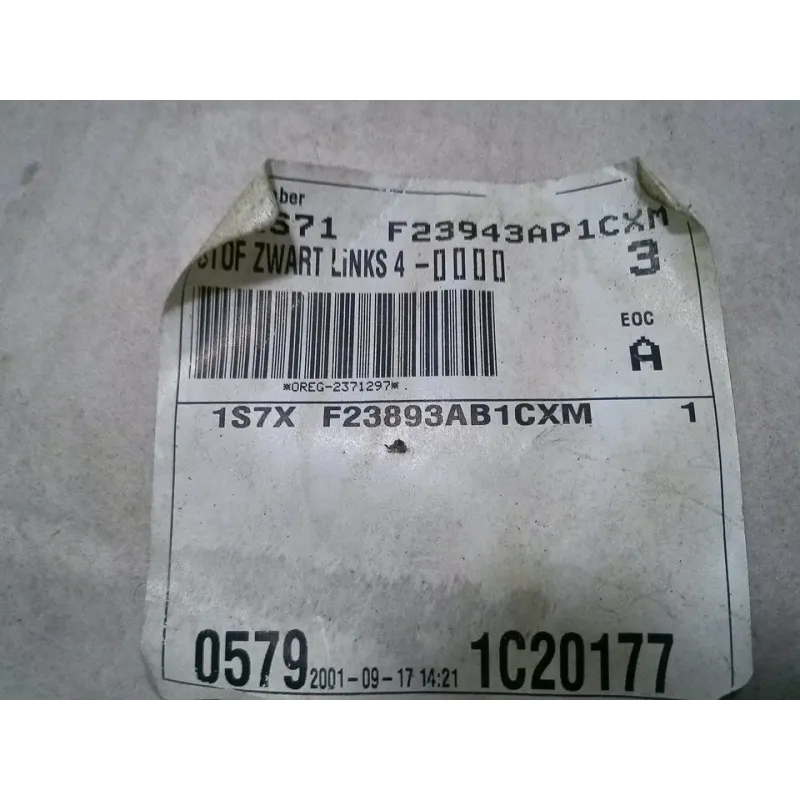 ber
S71 F23943AP1CXM
STOF ZWART LiNKS 4 -▯▯▯▯ 3
EOC
A
*OREG-2371297*.
1S7X F23893AB1CXM 1
0579 2001-09-17 14:21 1C20177